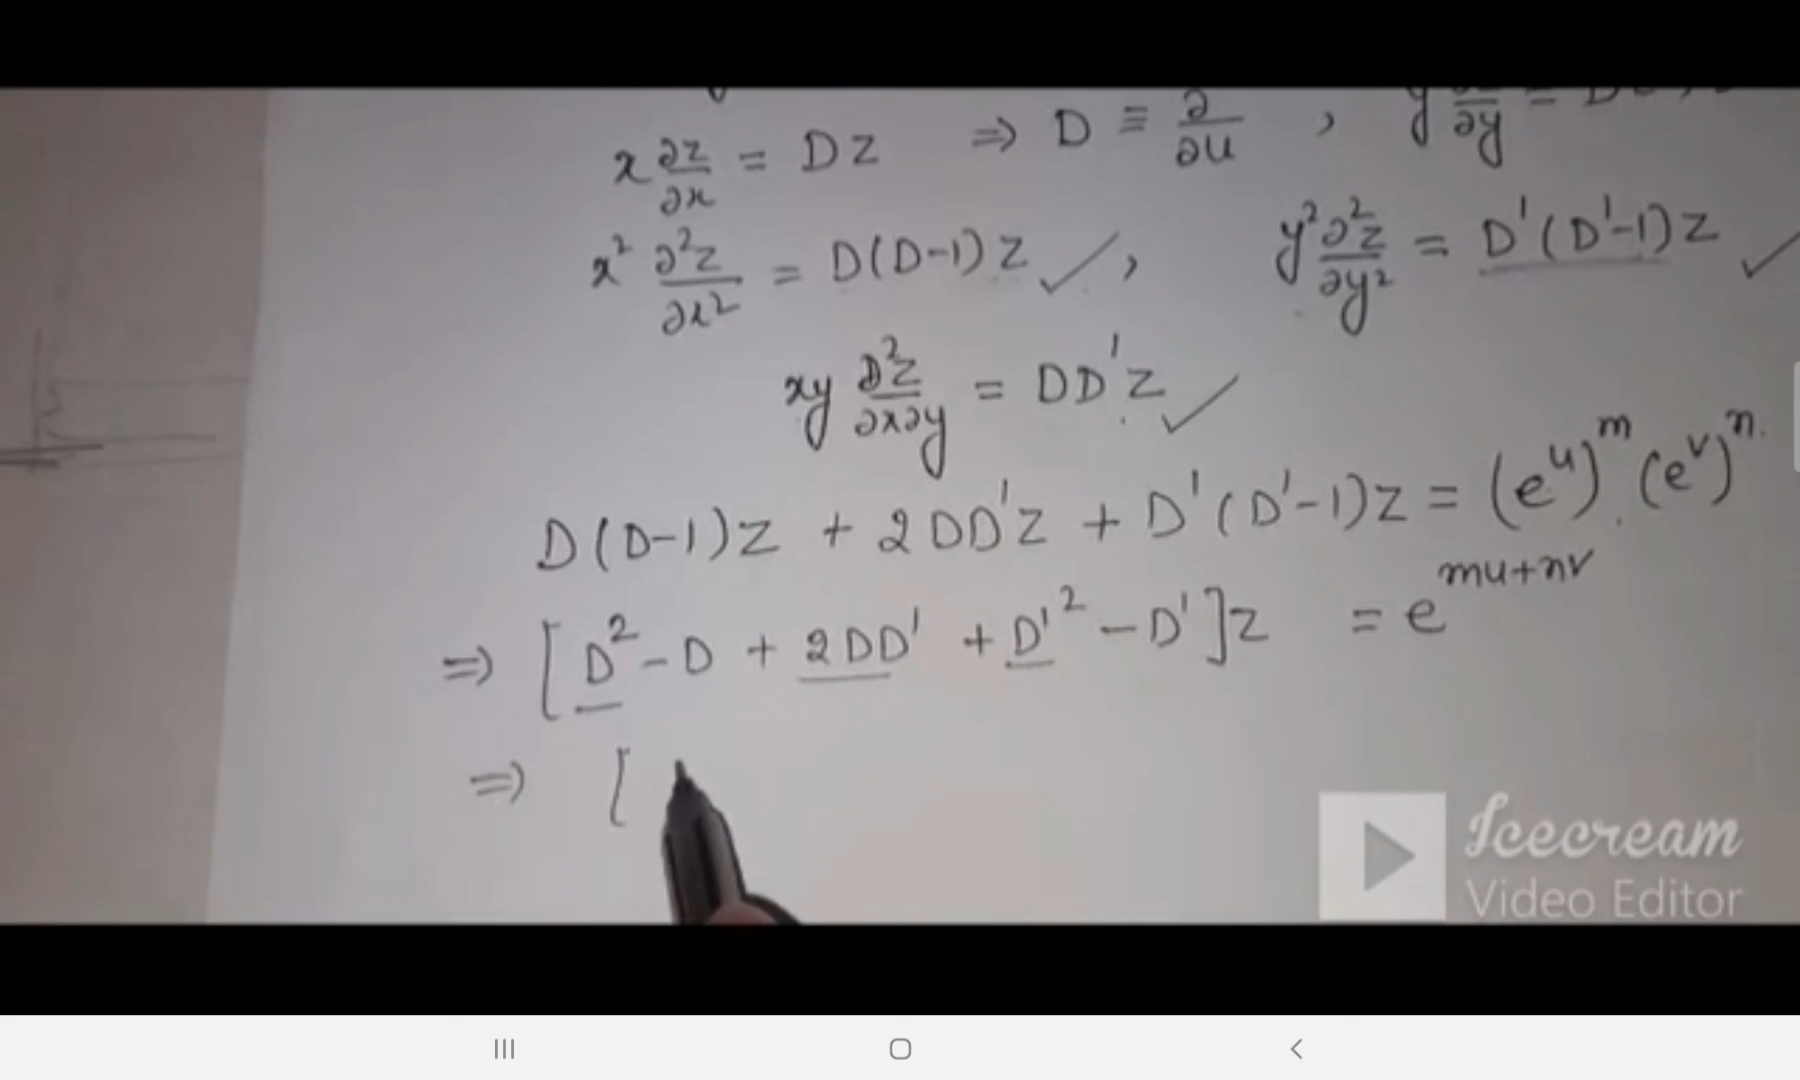 x ∂z/∂x = Dz ⇒ D ≡ ∂/∂u , y ∂/∂y =
x² ∂²z/∂x² = D(D-1)z ✓, y² ∂²z/∂y² = D'(D'-1)z ✓
xy D²z/∂x∂y = DD'z ✓
D(D-1)z + 2DD'z + D'(D'-1)z = (e^u)^m . (e^v)^n.
⇒ [D² - D + 2DD' + D'² - D']z = e^mu+nv
⇒ [
Icecream
Video Editor